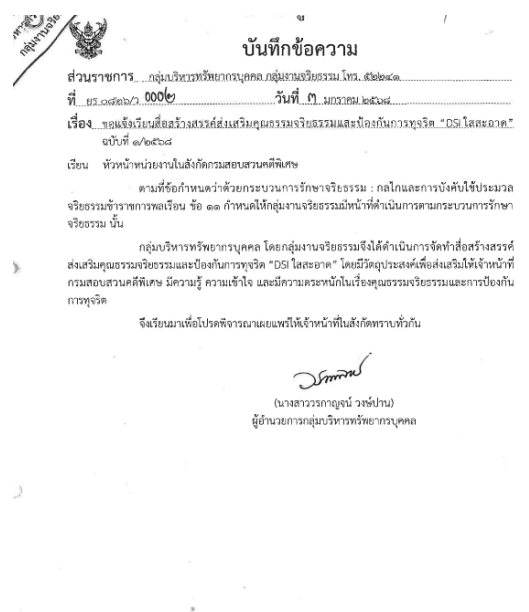 กลุ่มงานจริยธรรม
บันทึกข้อความ
ส่วนราชการ กลุ่มบริหารทรัพยากรบุคคล กลุ่มงานจริยธรรม โทร. ๕๒๒๔๑
ที่ ยธ ๐๘๒๖/ว 000๒ วันที่ ๓ มกราคม ๒๕๖๘
เรื่อง ขอแจ้งเวียนสื่อสร้างสรรค์ส่งเสริมคุณธรรมจริยธรรมและป้องกันการทุจริต “DSI ใสสะอาด”
ฉบับที่ ๑/๒๕๖๘
เรียน หัวหน้าหน่วยงานในสังกัดกรมสอบสวนคดีพิเศษ
ตามที่ข้อกำหนดว่าด้วยกระบวนการรักษาจริยธรรม : กลไกและการบังคับใช้ประมวล
จริยธรรมข้าราชการพลเรือน ข้อ ๑๑ กำหนดให้กลุ่มงานจริยธรรมมีหน้าที่ดำเนินการตามกระบวนการรักษา
จริยธรรม นั้น
กลุ่มบริหารทรัพยากรบุคคล โดยกลุ่มงานจริยธรรมจึงได้ดำเนินการจัดทำสื่อสร้างสรรค์
ส่งเสริมคุณธรรมจริยธรรมและป้องกันการทุจริต “DSI ใสสะอาด” โดยมีวัตถุประสงค์เพื่อส่งเสริมให้เจ้าหน้าที่
กรมสอบสวนคดีพิเศษ มีความรู้ ความเข้าใจ และมีความตระหนักในเรื่องคุณธรรมจริยธรรมและการป้องกัน
การทุจริต
จึงเรียนมาเพื่อโปรดพิจารณาเผยแพร่ให้เจ้าหน้าที่ในสังกัดทราบทั่วกัน
(นางสาววรกาญจน์ วงษ์ปาน)
ผู้อำนวยการกลุ่มบริหารทรัพยากรบุคคล